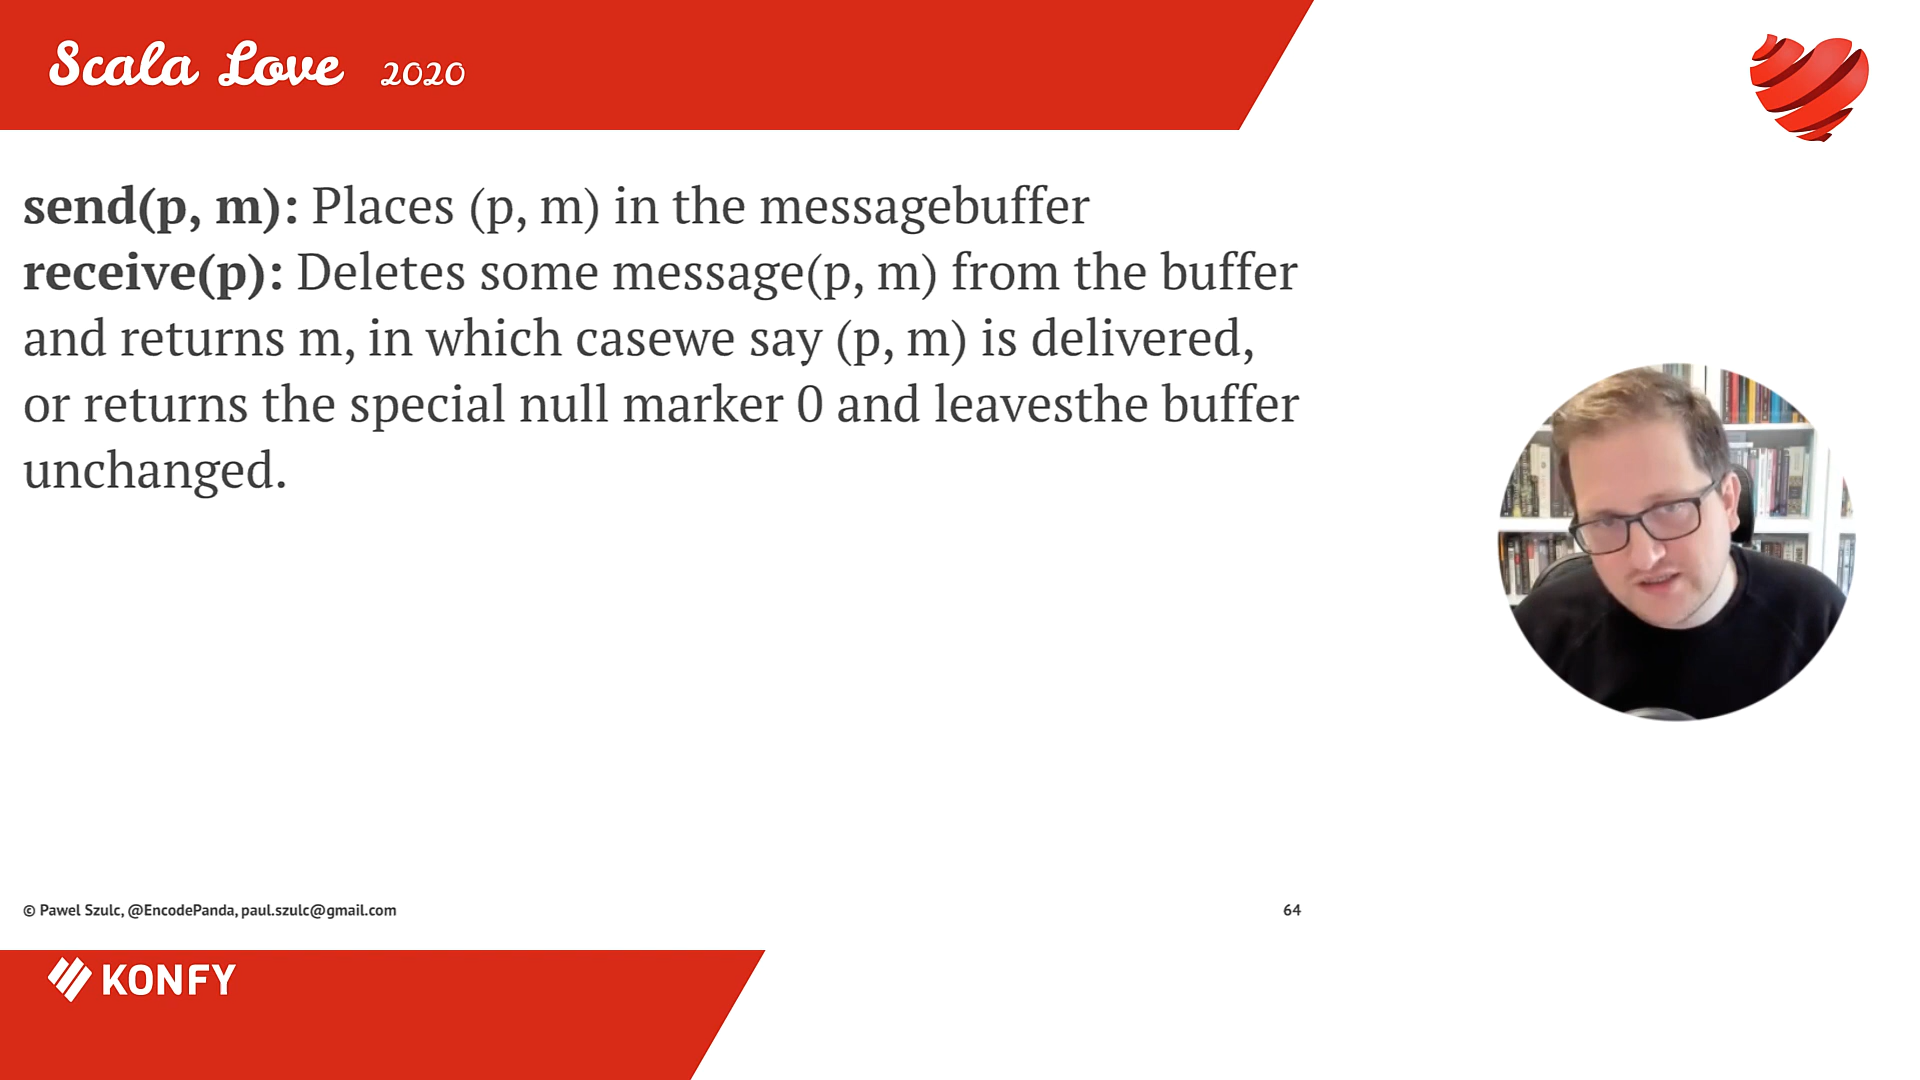 Scala Love 2020
send(p, m): Places (p, m) in the messagebuffer
receive(p): Deletes some message(p, m) from the buffer
and returns m, in which casewe say (p, m) is delivered,
or returns the special null marker 0 and leavesthe buffer
unchanged.
© Pawel Szulc, @EncodePanda, paul.szulc@gmail.com
64
KONFY